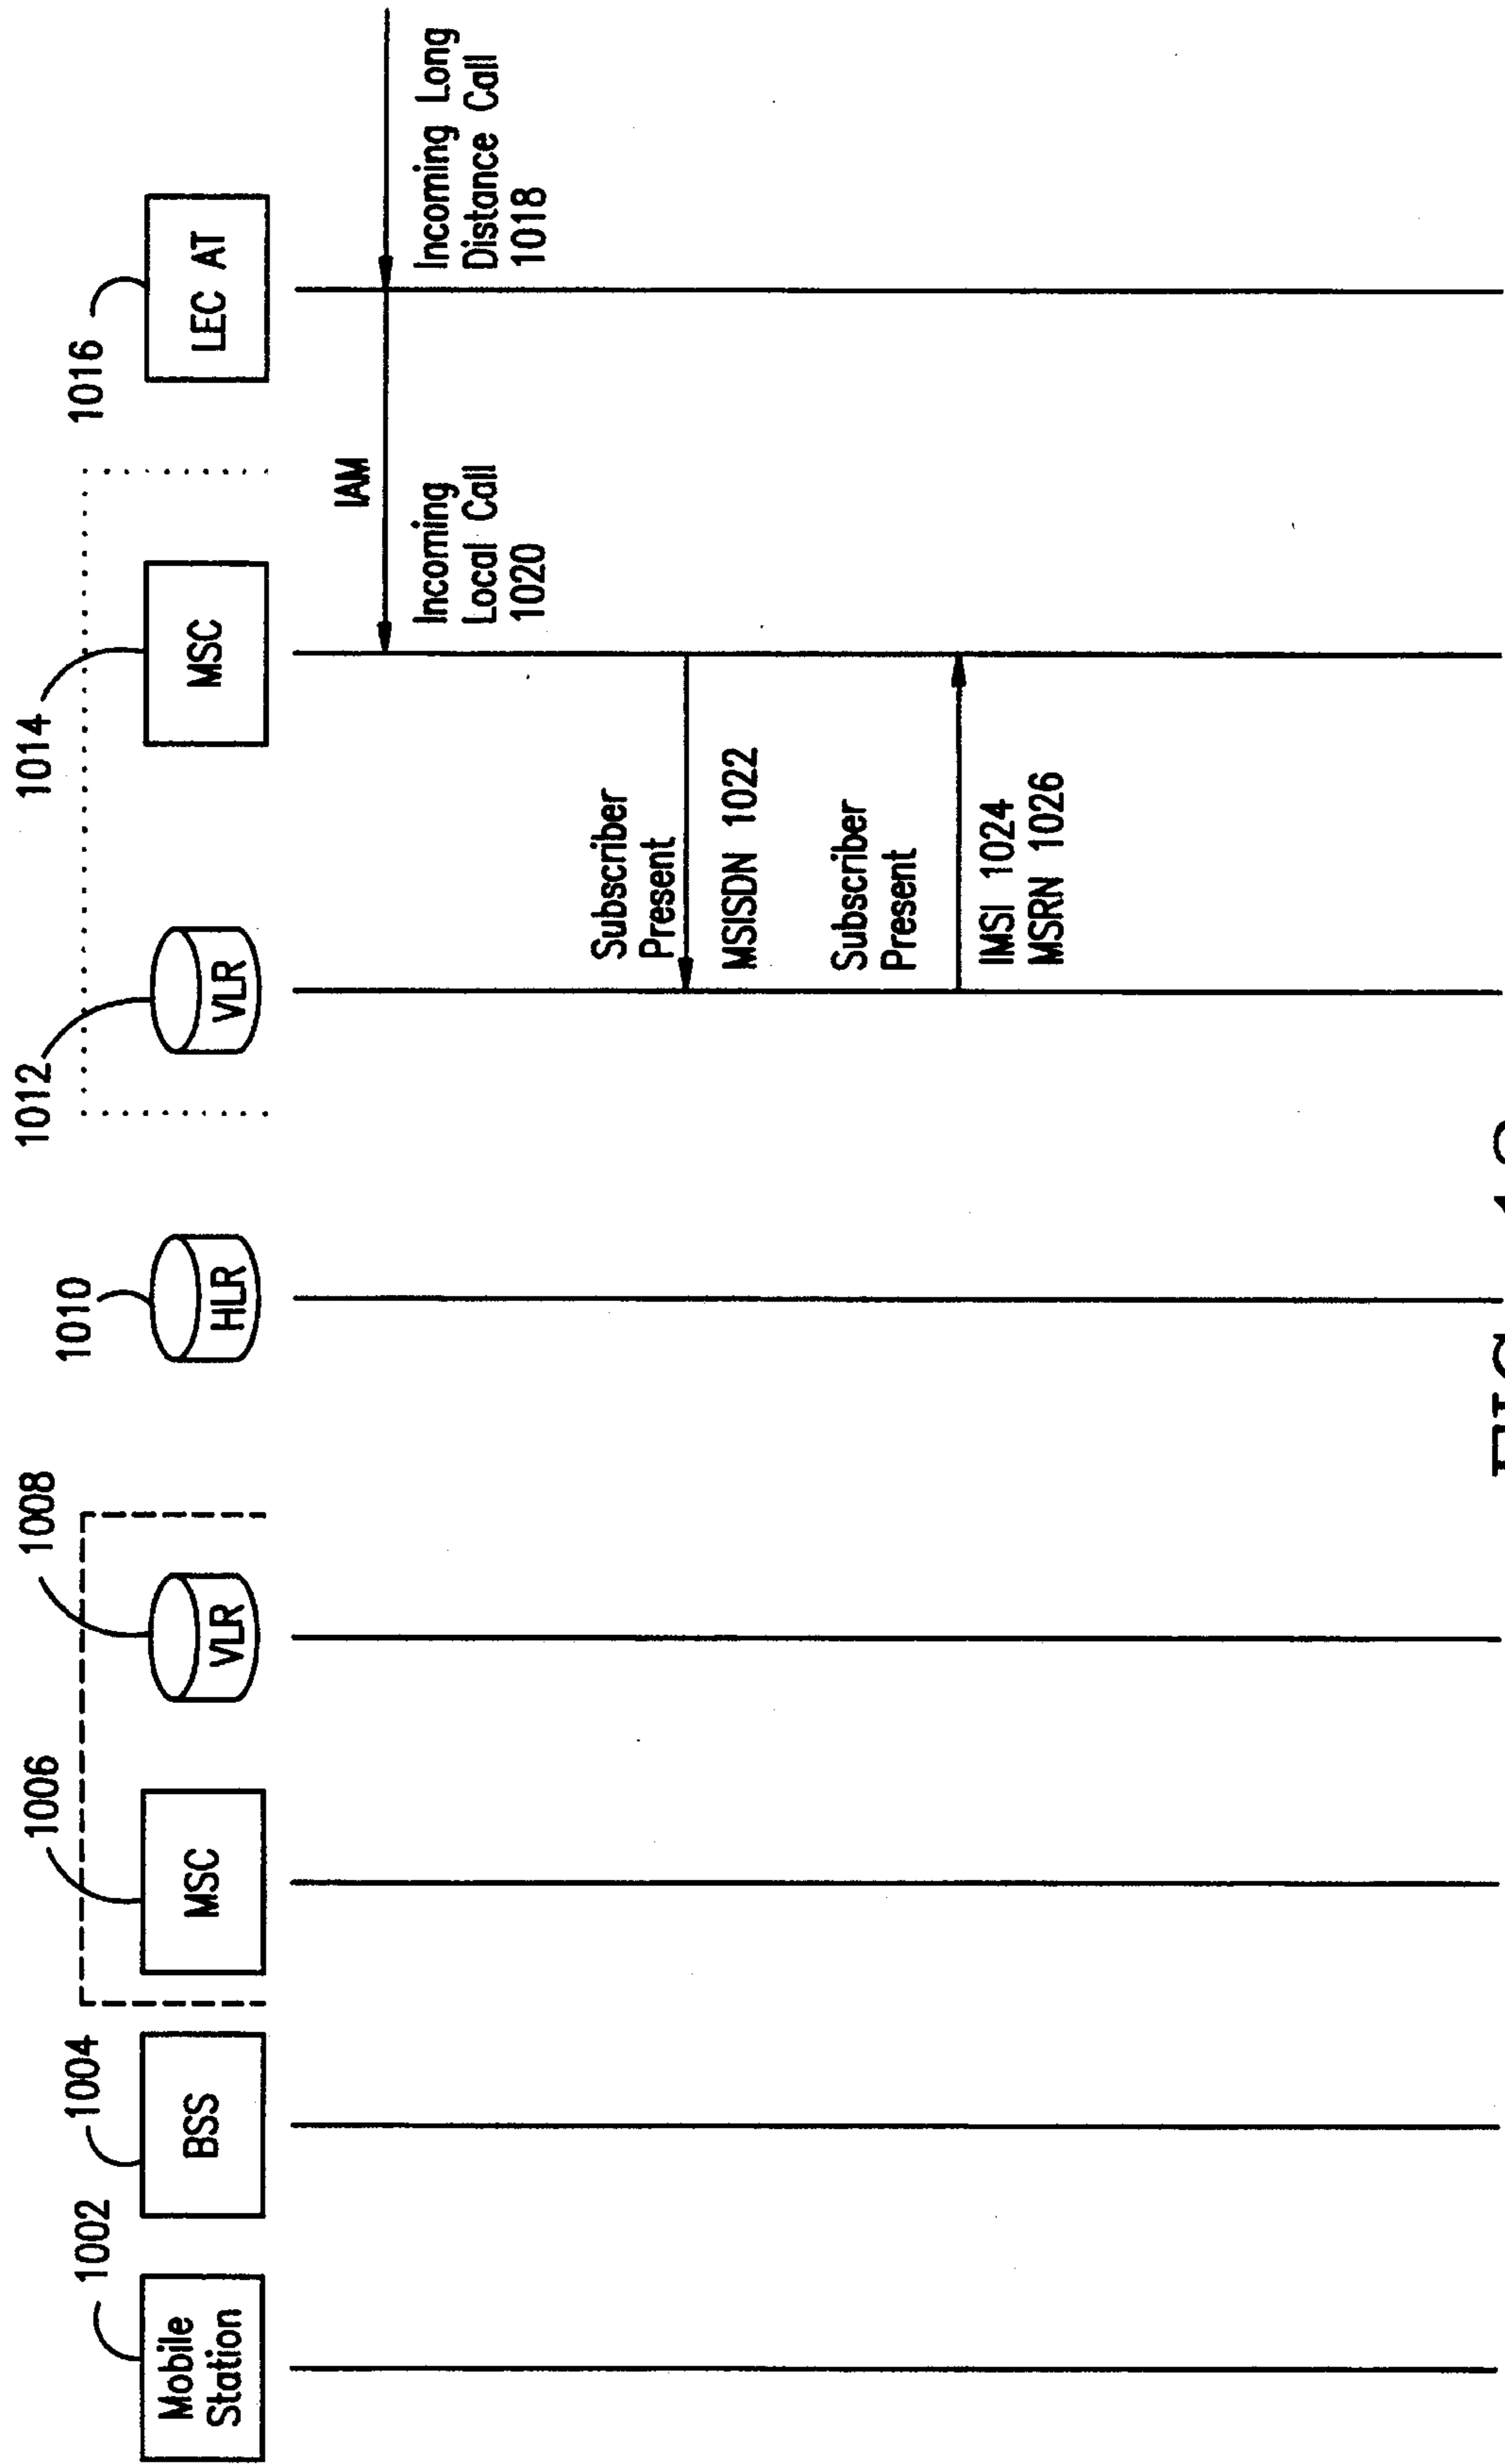 1002
1004
1006
1008
1010
1012
1014
1016
Mobile
Station
BSS
MSC
VLR
HLR
VLR
MSC
LEC AT
IAM
Incoming
Local Call
1020
Incoming Long
Distance Call
1018
Subscriber
Present
MSISDN 1022
Subscriber
Present
IMSI 1024
MSRN 1026